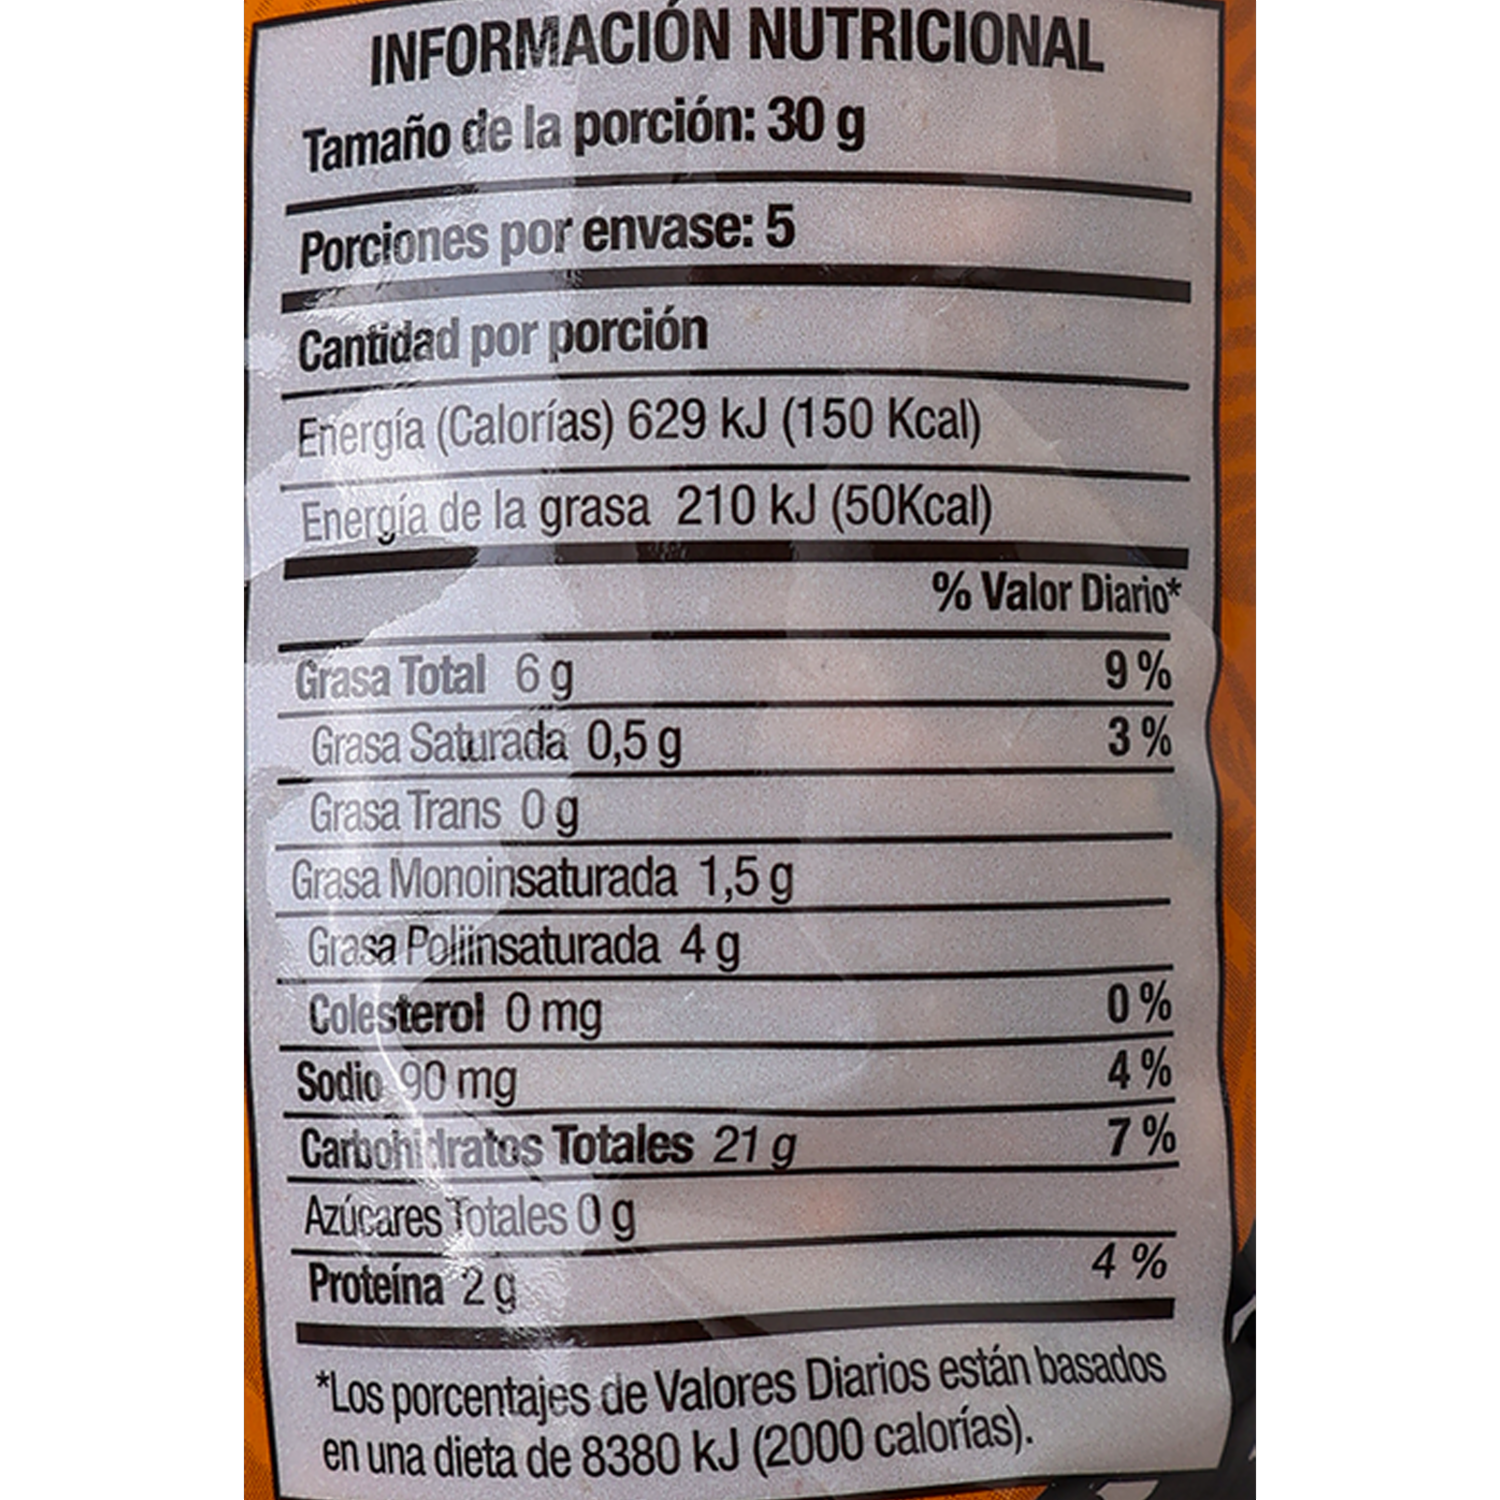 INFORMACIÓN NUTRICIONAL
Tamaño de la porción: 30 g
Porciones por envase: 5
Cantidad por porción
Energía (Calorías) 629 kJ (150 Kcal)
Energía de la grasa 210 kJ (50Kcal)
% Valor Diario*
Grasa Total 6 g 9 %
Grasa Saturada 0,5 g 3 %
Grasa Trans 0 g
Grasa Monoinsaturada 1,5 g
Grasa Poliinsaturada 4 g
Colesterol 0 mg 0 %
Sodio 90 mg 4 %
Carbohidratos Totales 21 g 7 %
Azúcares Totales 0 g
Proteína 2 g 4 %
*Los porcentajes de Valores Diarios están basados
en una dieta de 8380 kJ (2000 calorías).